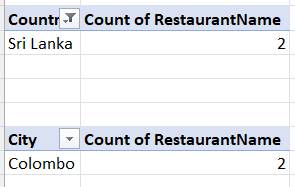 Countr Count of RestaurantName
Sri Lanka 2
City Count of RestaurantName
Colombo 2